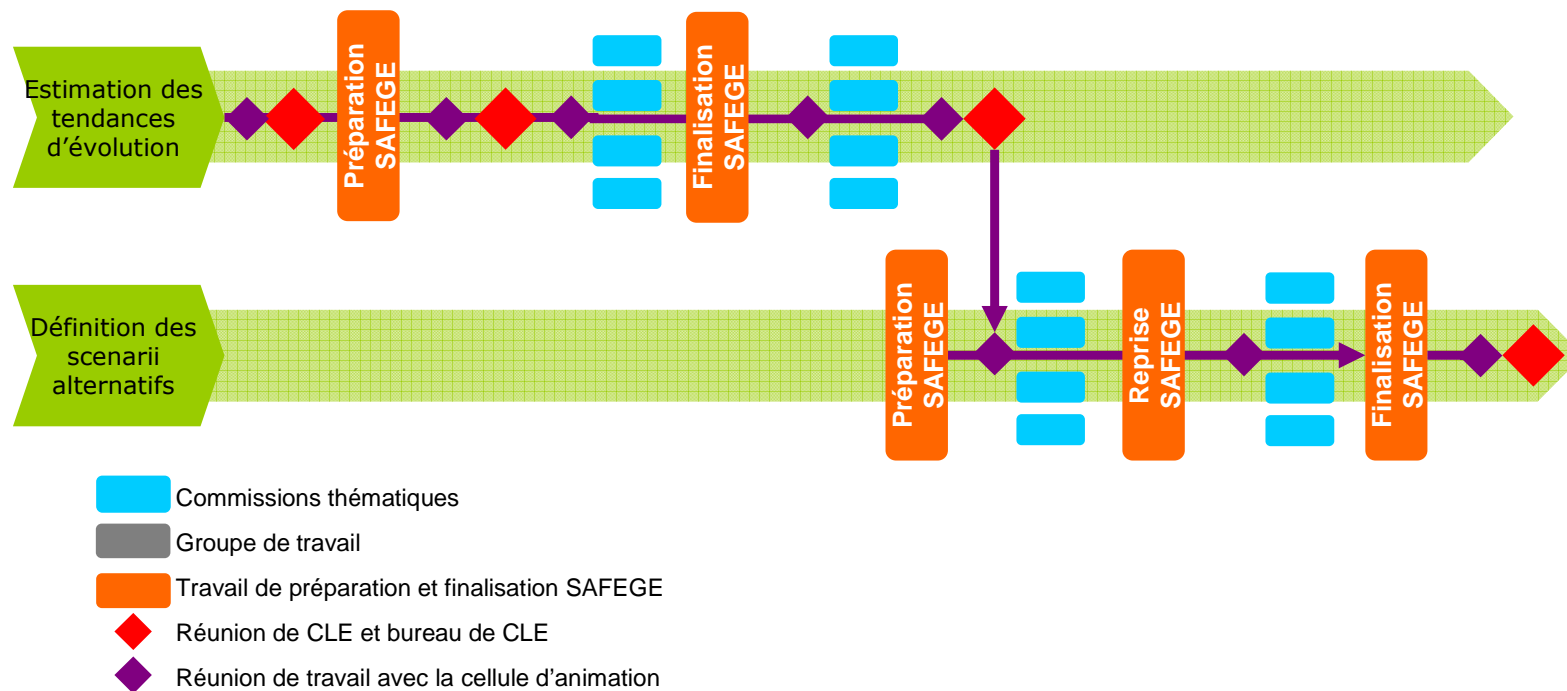 Estimation des
tendances
d'évolution
Préparation
SAFEGE
Finalisation
SAFEGE
Définition des
scenarii
alternatifs
Préparation
SAFEGE
Reprise
SAFEGE
Finalisation
SAFEGE
Commissions thématiques
Groupe de travail
Travail de préparation et finalisation SAFEGE
Réunion de CLE et bureau de CLE
Réunion de travail avec la cellule d'animation